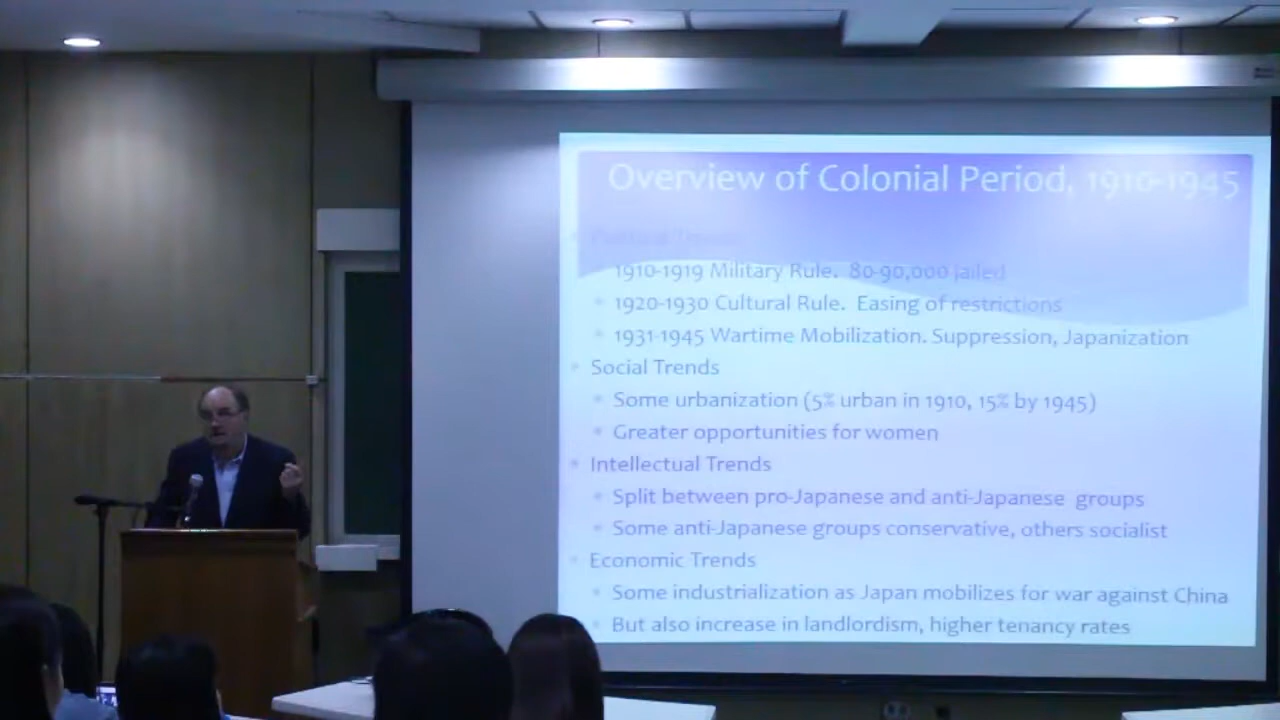 Overview of Colonial Period, 1910-1945
Political Trends
1910-1919 Military Rule. 80-90,000 jailed
1920-1930 Cultural Rule. Easing of restrictions
1931-1945 Wartime Mobilization. Suppression, Japanization
Social Trends
Some urbanization (5% urban in 1910, 15% by 1945)
Greater opportunities for women
Intellectual Trends
Split between pro-Japanese and anti-Japanese groups
Some anti-Japanese groups conservative, others socialist
Economic Trends
Some industrialization as Japan mobilizes for war against China
But also increase in landlordism, higher tenancy rates